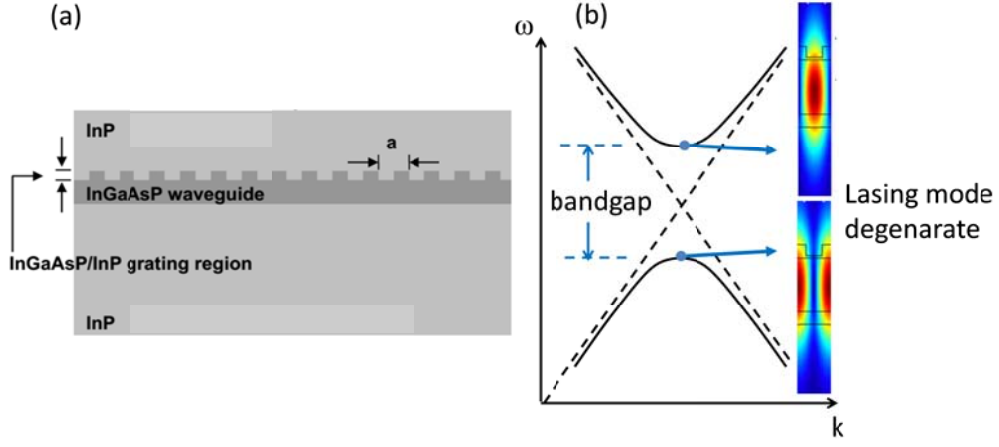 (a)
InP
a
InGaAsP waveguide
InGaAsP/InP grating region
InP
(b)
ω
bandgap
k
Lasing mode
degenarate